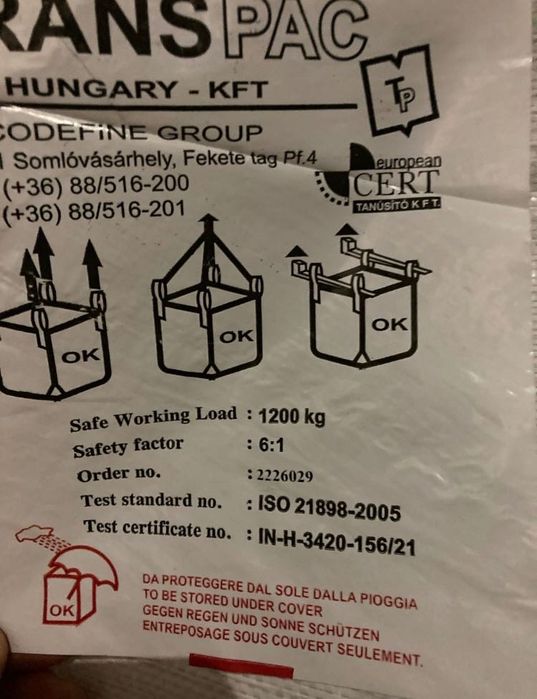 RANSPAC
HUNGARY - KFT
TP
CODEFINE GROUP
Somlóvásárhely, Fekete tag Pf.4
(+36) 88/516-200
(+36) 88/516-201
european
CERT
TANÚSÍTÓ KFT.
OK
OK
OK
Safe Working Load : 1200 kg
Safety factor : 6:1
Order no. : 2226029
Test standard no. : ISO 21898-2005
Test certificate no. : IN-H-3420-156/21
OK
DA PROTEGGERE DAL SOLE DALLA PIOGGIA
TO BE STORED UNDER COVER
GEGEN REGEN UND SONNE SCHÜTZEN
ENTREPOSAGE SOUS COUVERT SEULEMENT.